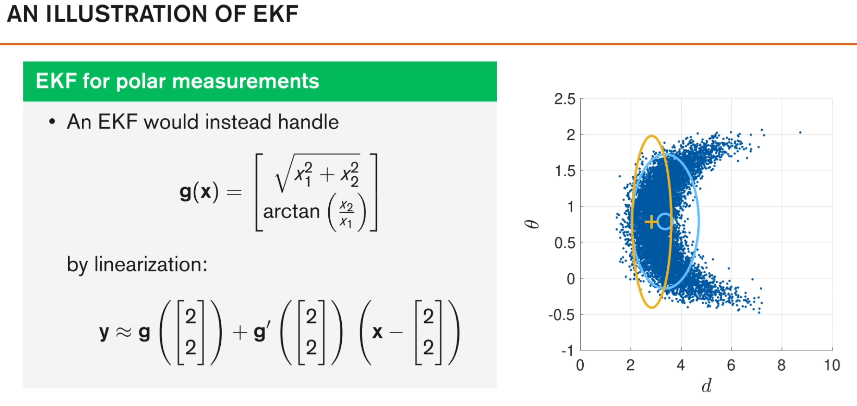 AN ILLUSTRATION OF EKF
EKF for polar measurements
• An EKF would instead handle
g(x) = [ √(x₁² + x₂²) ; arctan (x₂/x₁) ]
by linearization:
y ≈ g ([2 ; 2]) + g′ ([2 ; 2]) (x − [2 ; 2])
2.5
2
1.5
1
0.5
0
-0.5
-1
θ
0 2 4 6 8 10
d